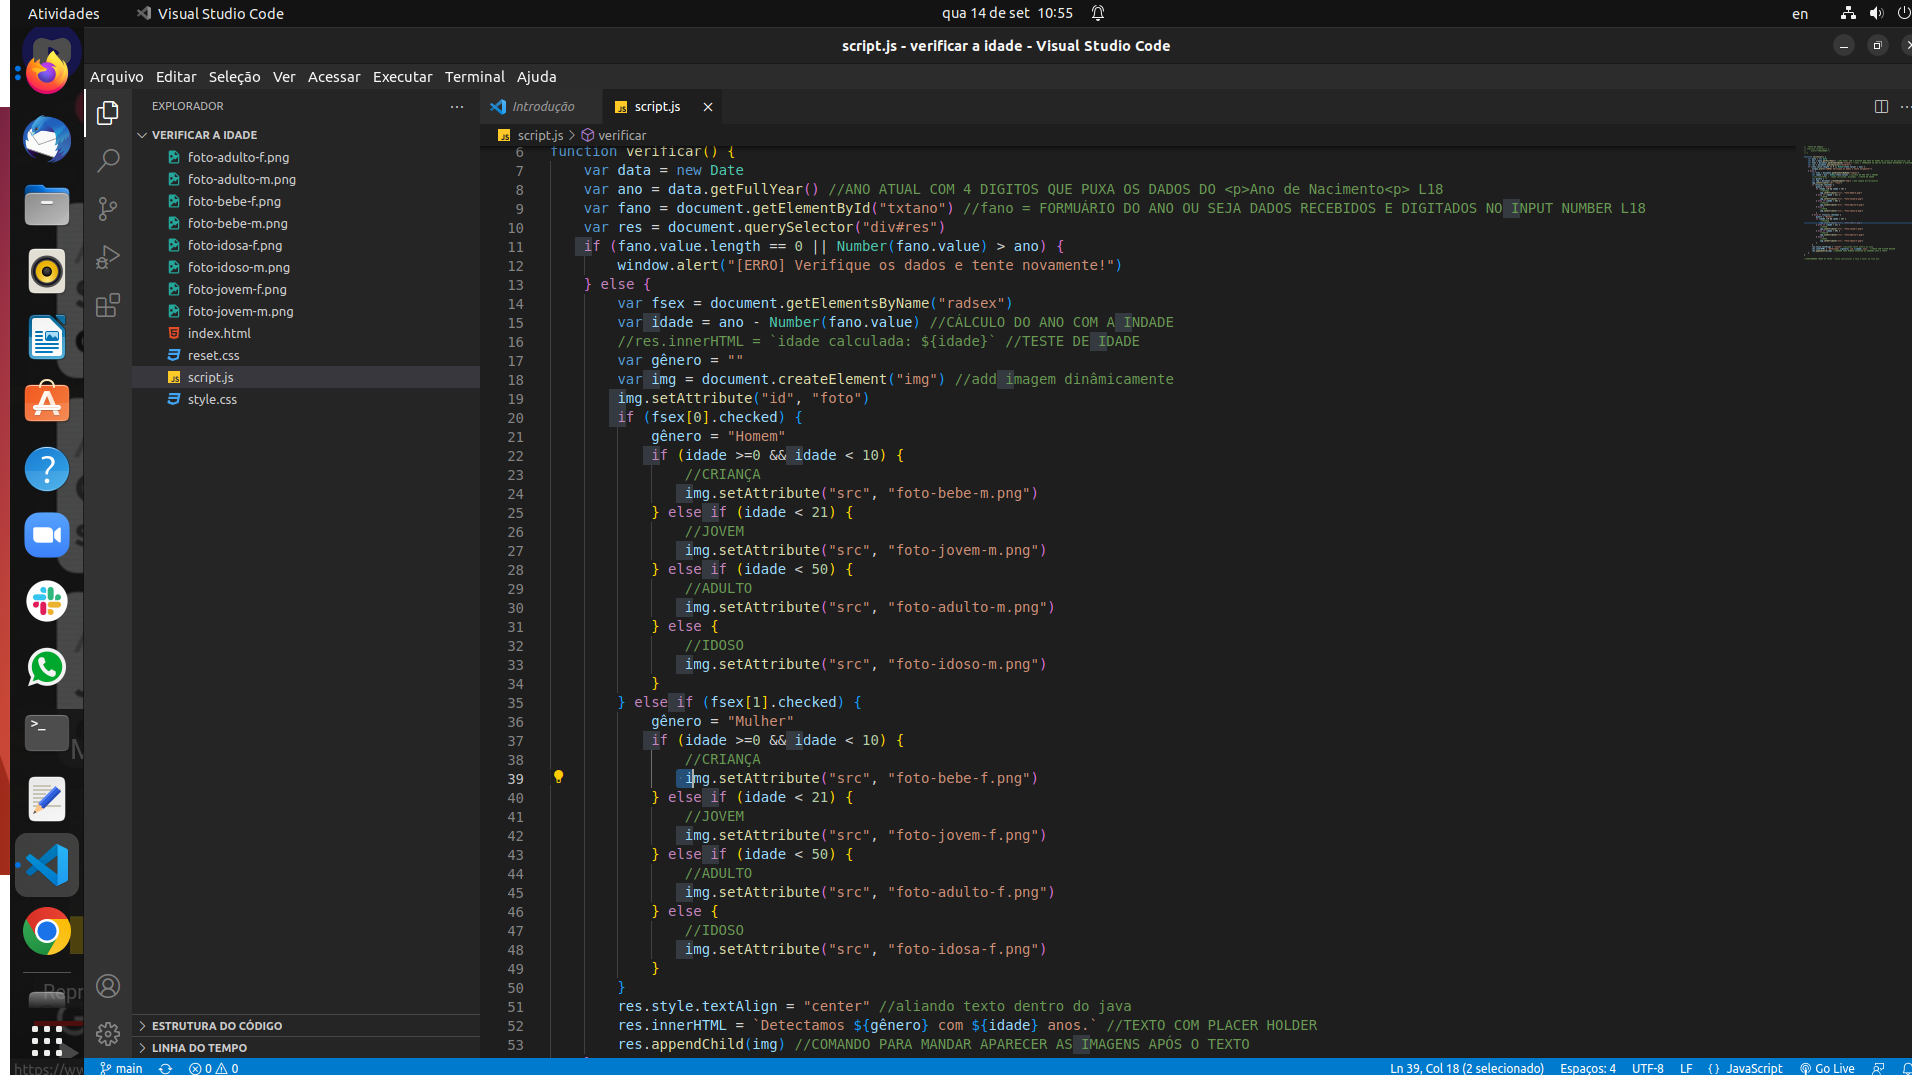 Atividades
Visual Studio Code
qua 14 de set 10:55
en
script.js - verificar a idade - Visual Studio Code
Arquivo Editar Seleção Ver Acessar Executar Terminal Ajuda
EXPLORADOR
Introdução
script.js
VERIFICAR A IDADE
script.js > verificar
foto-adulto-f.png
foto-adulto-m.png
foto-bebe-f.png
foto-bebe-m.png
foto-idosa-f.png
foto-idoso-m.png
foto-jovem-f.png
foto-jovem-m.png
index.html
reset.css
script.js
style.css
6 function verificar() {
7 var data = new Date
8 var ano = data.getFullYear() //ANO ATUAL COM 4 DIGITOS QUE PUXA OS DADOS DO <p>Ano de Nacimento<p> L18
9 var fano = document.getElementById("txtano") //fano = FORMUÁRIO DO ANO OU SEJA DADOS RECEBIDOS E DIGITADOS NO INPUT NUMBER L18
10 var res = document.querySelector("div#res")
11 if (fano.value.length == 0 || Number(fano.value) > ano) {
12 window.alert("[ERRO] Verifique os dados e tente novamente!")
13 } else {
14 var fsex = document.getElementsByName("radsex")
15 var idade = ano - Number(fano.value) //CÁLCULO DO ANO COM A INDADE
16 //res.innerHTML = `idade calculada: ${idade}` //TESTE DE IDADE
17 var gênero = ""
18 var img = document.createElement("img") //add imagem dinâmicamente
19 img.setAttribute("id", "foto")
20 if (fsex[0].checked) {
21 gênero = "Homem"
22 if (idade >=0 && idade < 10) {
23 //CRIANÇA
24 img.setAttribute("src", "foto-bebe-m.png")
25 } else if (idade < 21) {
26 //JOVEM
27 img.setAttribute("src", "foto-jovem-m.png")
28 } else if (idade < 50) {
29 //ADULTO
30 img.setAttribute("src", "foto-adulto-m.png")
31 } else {
32 //IDOSO
33 img.setAttribute("src", "foto-idoso-m.png")
34 }
35 } else if (fsex[1].checked) {
36 gênero = "Mulher"
37 if (idade >=0 && idade < 10) {
38 //CRIANÇA
39 img.setAttribute("src", "foto-bebe-f.png")
40 } else if (idade < 21) {
41 //JOVEM
42 img.setAttribute("src", "foto-jovem-f.png")
43 } else if (idade < 50) {
44 //ADULTO
45 img.setAttribute("src", "foto-adulto-f.png")
46 } else {
47 //IDOSO
48 img.setAttribute("src", "foto-idosa-f.png")
49 }
50 }
51 res.style.textAlign = "center" //aliando texto dentro do java
52 res.innerHTML = `Detectamos ${gênero} com ${idade} anos.` //TEXTO COM PLACER HOLDER
53 res.appendChild(img) //COMANDO PARA MANDAR APARECER AS IMAGENS APÓS O TEXTO
ESTRUTURA DO CÓDIGO
LINHA DO TEMPO
main
0 0
Ln 39, Col 18 (2 selecionado) Espaços: 4 UTF-8 LF {} JavaScript Go Live